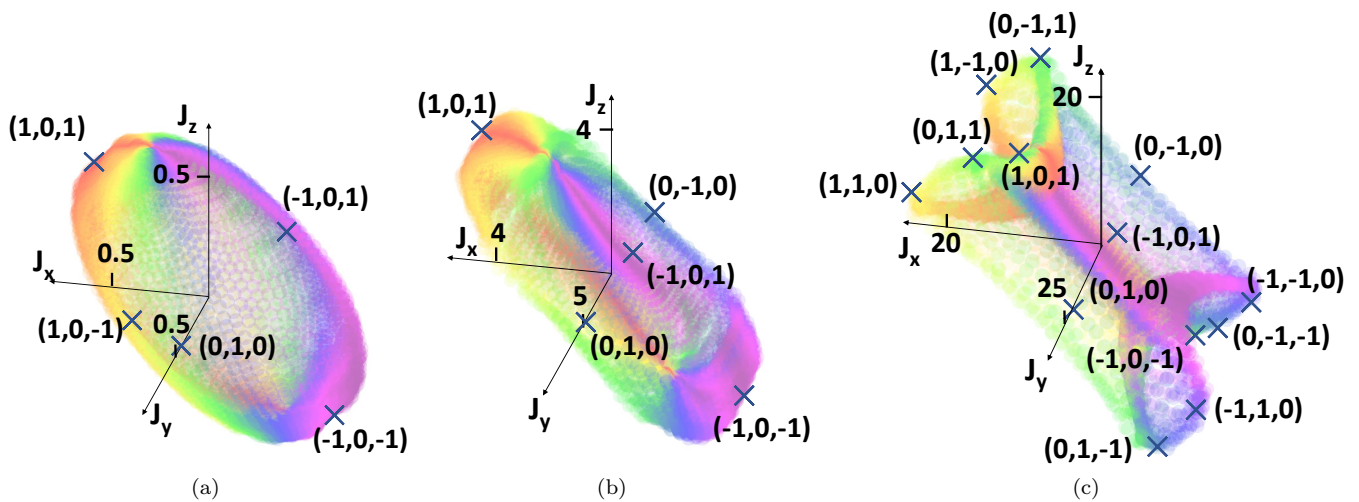 (1,0,1)
J_z
0.5
(-1,0,1)
J_x
0.5
(1,0,-1)
0.5
(0,1,0)
J_y
(-1,0,-1)
(a)
(1,0,1)
J_z
4
(0,-1,0)
J_x
4
(-1,0,1)
5
(0,1,0)
J_y
(-1,0,-1)
(b)
(0,-1,1)
(1,-1,0)
J_z
20
(0,1,1)
(0,-1,0)
(1,1,0)
(1,0,1)
J_x
20
(-1,0,1)
25
(0,1,0)
(-1,-1,0)
(0,-1,-1)
(-1,0,-1)
J_y
(-1,1,0)
(0,1,-1)
(c)